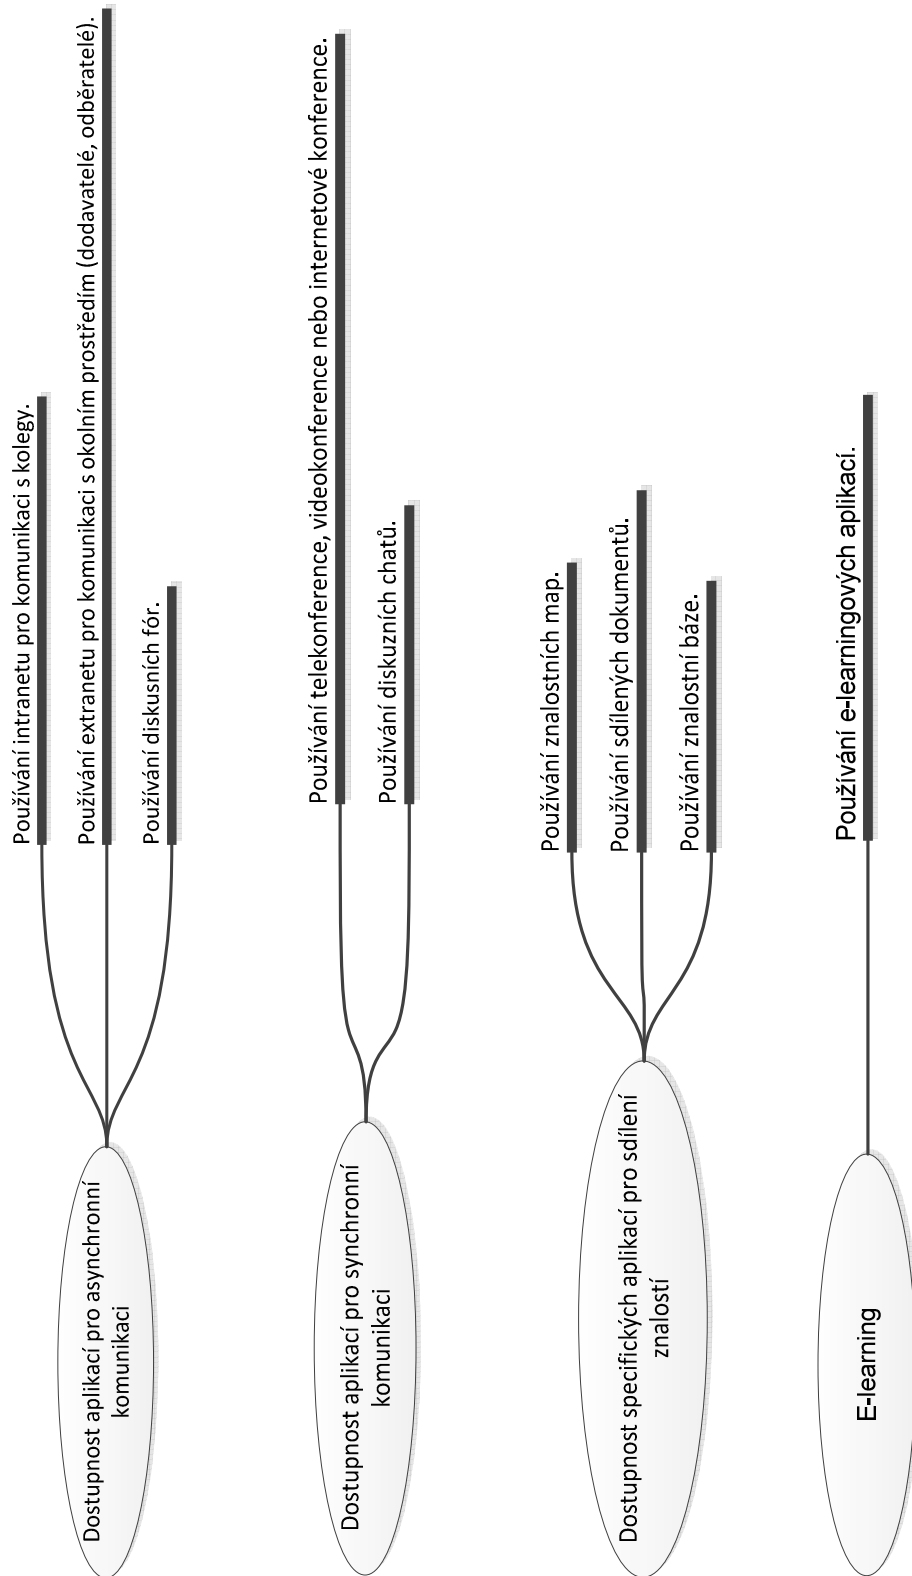 Dostupnost aplikací pro asynchronní
komunikaci
Používání intranetu pro komunikaci s kolegy.
Používání extranetu pro komunikaci s okolním prostředím (dodavatelé, odběratelé).
Používání diskusních fór.
Dostupnost aplikací pro synchronní
komunikaci
Používání telekonference, videokonference nebo internetové konference.
Používání diskuzních chatů.
Dostupnost specifických aplikací pro sdílení
znalostí
Používání znalostních map.
Používání sdílených dokumentů.
Používání znalostní báze.
E-learning
Používání e-learningových aplikací.